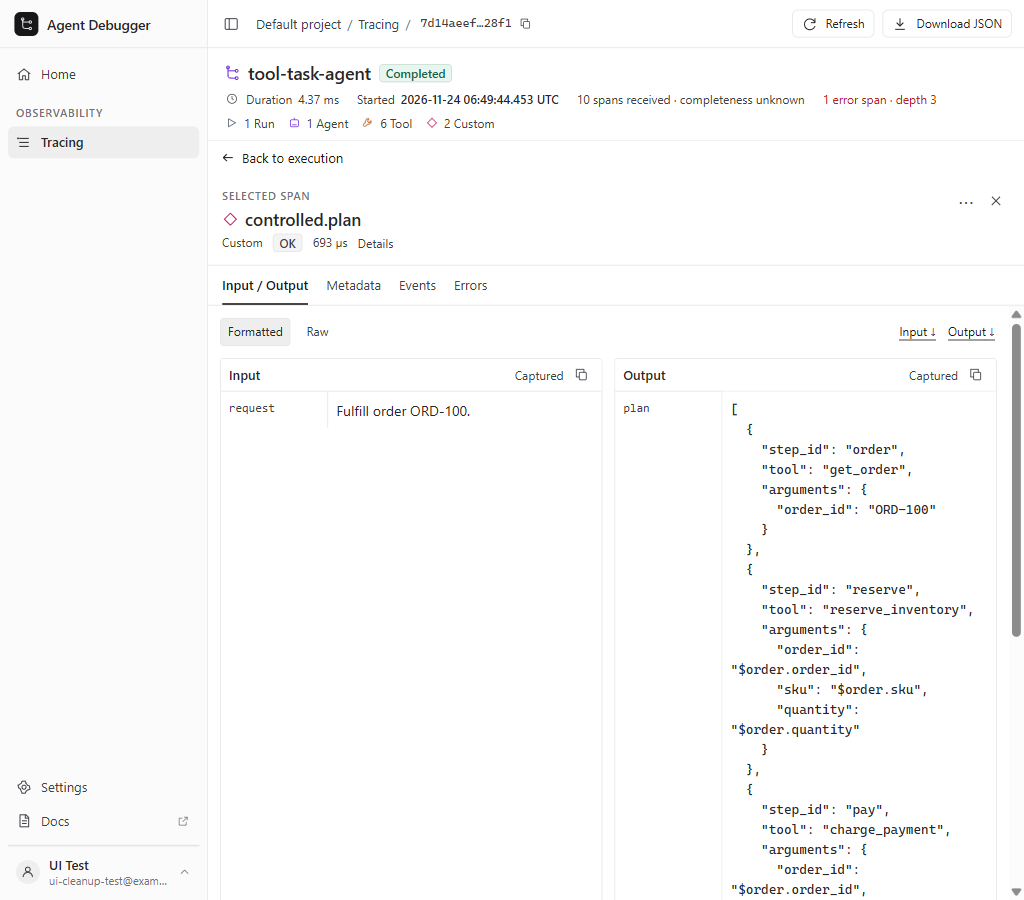 Agent Debugger
Default project / Tracing / 7d14aeef…28f1
Refresh
Download JSON
Home
OBSERVABILITY
Tracing
tool-task-agent Completed
Duration 4.37 ms Started 2026-11-24 06:49:44.453 UTC 10 spans received · completeness unknown 1 error span · depth 3
1 Run 1 Agent 6 Tool 2 Custom
Back to execution
SELECTED SPAN
controlled.plan
Custom OK 693 µs Details
Input / Output Metadata Events Errors
Formatted Raw
Input ↓ Output ↓
Input Captured
request Fulfill order ORD-100.
Output Captured
plan
[
  {
    "step_id": "order",
    "tool": "get_order",
    "arguments": {
      "order_id": "ORD-100"
    }
  },
  {
    "step_id": "reserve",
    "tool": "reserve_inventory",
    "arguments": {
      "order_id":
"$order.order_id",
      "sku": "$order.sku",
      "quantity":
"$order.quantity"
    }
  },
  {
    "step_id": "pay",
    "tool": "charge_payment",
    "arguments": {
      "order_id":
"$order.order_id",
Settings
Docs
UI Test
ui-cleanup-test@exam...